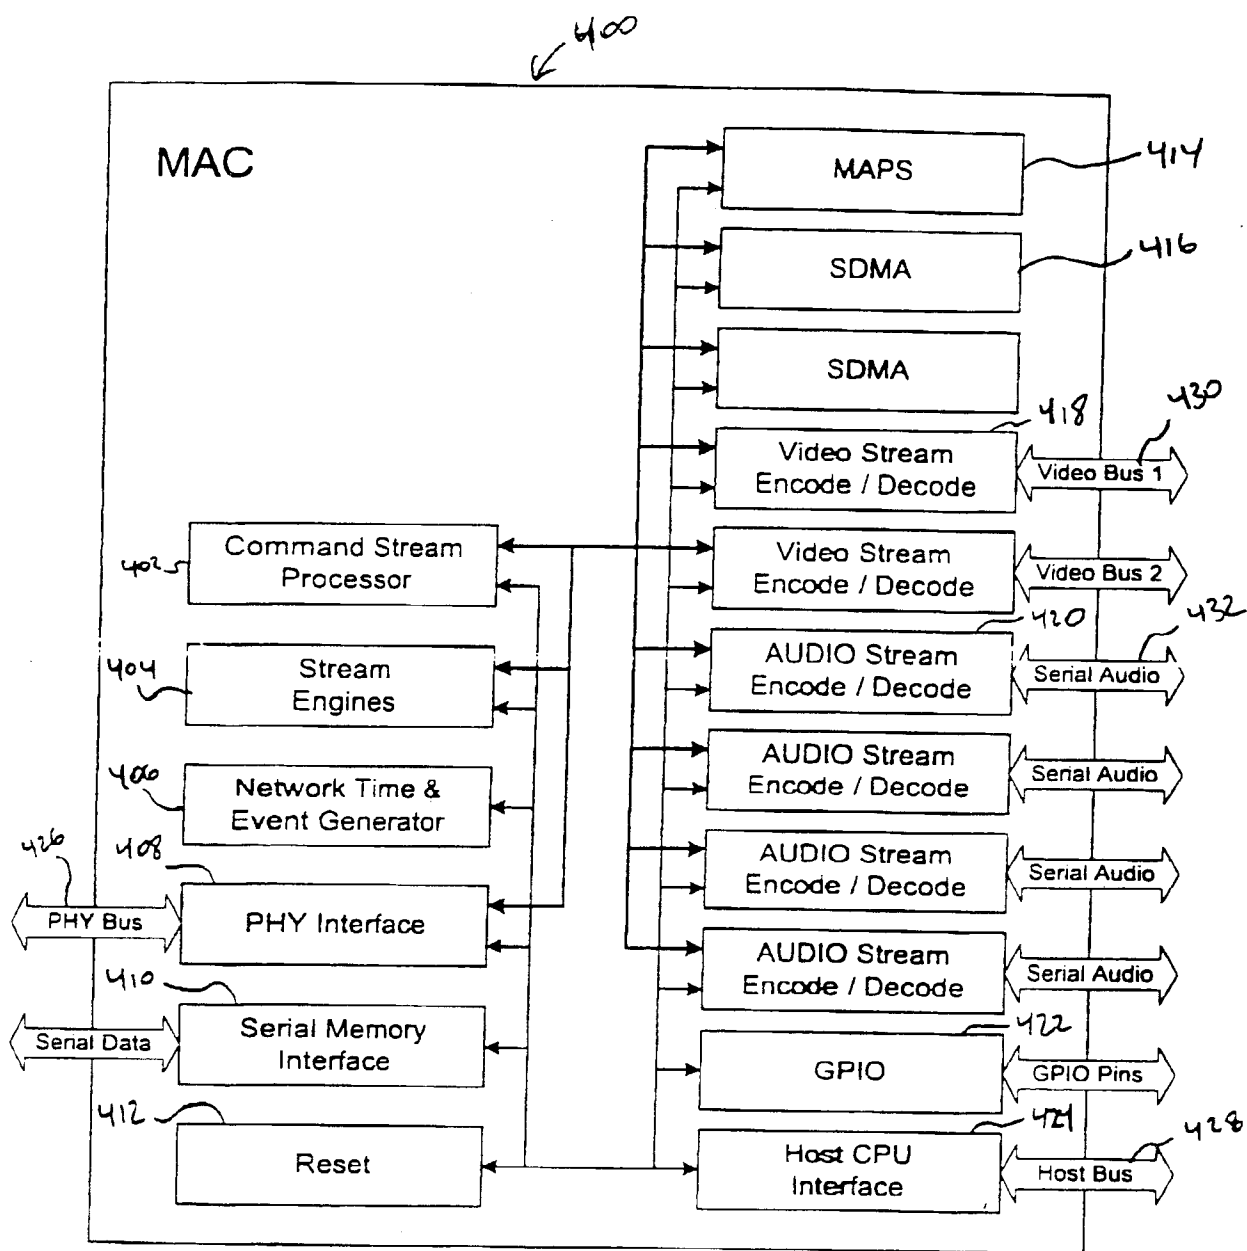 400
MAC
MAPS
414
SDMA
416
SDMA
418
430
Video Stream
Encode / Decode
Video Bus 1
402
Command Stream
Processor
Video Stream
Encode / Decode
Video Bus 2
420
432
404
Stream
Engines
AUDIO Stream
Encode / Decode
Serial Audio
406
Network Time &
Event Generator
AUDIO Stream
Encode / Decode
Serial Audio
426
408
PHY Bus
PHY Interface
AUDIO Stream
Encode / Decode
Serial Audio
410
AUDIO Stream
Encode / Decode
Serial Audio
Serial Data
Serial Memory
Interface
422
GPIO
GPIO Pins
412
424
428
Reset
Host CPU
Interface
Host Bus